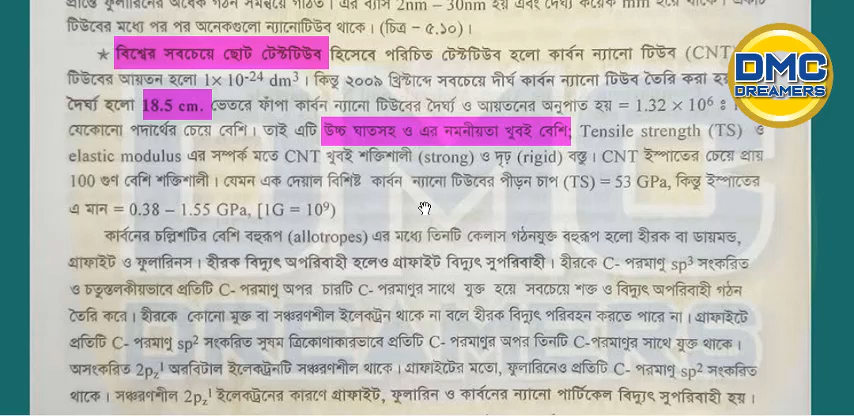 প্রান্তে ফুলারিনের অর্ধেক গঠন সমন্বয়ে গঠিত। এর ব্যাস 2nm – 30nm হয় এবং দৈর্ঘ্য কয়েক mm হয়ে থাকে। একটি
টিউবের মধ্যে পর পর অনেকগুলো ন্যানোটিউব থাকে। (চিত্র – ৫.১০)।
★ বিশ্বের সবচেয়ে ছোট টেস্টটিউব হিসেবে পরিচিত টেস্টটিউব হলো কার্বন ন্যানো টিউব (CNT)
টিউবের আয়তন হলো 1× 10⁻²⁴ dm³। কিন্তু ২০০৯ খ্রিস্টাব্দে সবচেয়ে দীর্ঘ কার্বন ন্যানো টিউব তৈরি করা হয়
দৈর্ঘ্য হলো 18.5 cm. ভেতরে ফাঁপা কার্বন ন্যানো টিউবের দৈর্ঘ্য ও আয়তনের অনুপাত হয় = 1.32 × 10⁶ :
যেকোনো পদার্থের চেয়ে বেশি। তাই এটি উচ্চ ঘাতসহ ও এর নমনীয়তা খুবই বেশি; Tensile strength (TS) ও
elastic modulus এর সম্পর্ক মতে CNT খুবই শক্তিশালী (strong) ও দৃঢ় (rigid) বস্তু। CNT ইস্পাতের চেয়ে প্রায়
100 গুণ বেশি শক্তিশালী। যেমন এক দেয়াল বিশিষ্ট কার্বন ন্যানো টিউবের পীড়ন চাপ (TS) = 53 GPa, কিন্তু ইস্পাতের
এ মান = 0.38 – 1.55 GPa, [1G = 10⁹)
কার্বনের চল্লিশটির বেশি বহুরূপ (allotropes) এর মধ্যে তিনটি কেলাস গঠনযুক্ত বহুরূপ হলো হীরক বা ডায়মন্ড,
গ্রাফাইট ও ফুলারিনস। হীরক বিদ্যুৎ অপরিবাহী হলেও গ্রাফাইট বিদ্যুৎ সুপরিবাহী। হীরকে C- পরমাণু sp³ সংকরিত
ও চতুস্তলকীয়ভাবে প্রতিটি C- পরমাণু অপর চারটি C- পরমাণুর সাথে যুক্ত হয়ে সবচেয়ে শক্ত ও বিদ্যুৎ অপরিবাহী গঠন
তৈরি করে। হীরকে কোনো মুক্ত বা সঞ্চরণশীল ইলেকট্রন থাকে না বলে হীরক বিদ্যুৎ পরিবহন করতে পারে না। গ্রাফাইটে
প্রতিটি C- পরমাণু sp² সংকরিত সুষম ত্রিকোণাকারভাবে প্রতিটি C- পরমাণুর অপর তিনটি C-পরমাণুর সাথে যুক্ত থাকে।
অসংকরিত 2p_z¹ অরবিটাল ইলেকট্রনটি সঞ্চরণশীল থাকে। গ্রাফাইটের মতো, ফুলারিনেও প্রতিটি C- পরমাণু sp² সংকরিত
থাকে। সঞ্চরণশীল 2p_z¹ ইলেকট্রনের কারণে গ্রাফাইট, ফুলারিন ও কার্বনের ন্যানো পার্টিকেল বিদ্যুৎ সুপরিবাহী হয়।
DMC
DREAMERS
DMC
DREAMERS